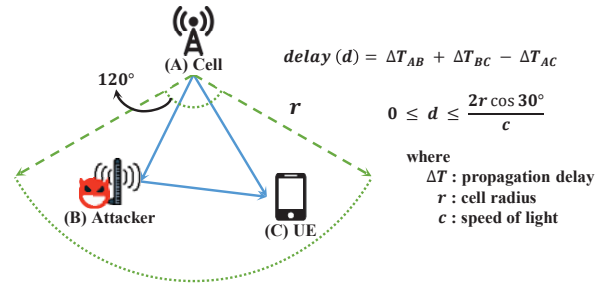 (A) Cell
120°
r
(B) Attacker
(C) UE
delay (d) = ΔT_AB + ΔT_BC − ΔT_AC
0 ≤ d ≤ 2r cos 30° / c
where
ΔT : propagation delay
r : cell radius
c : speed of light